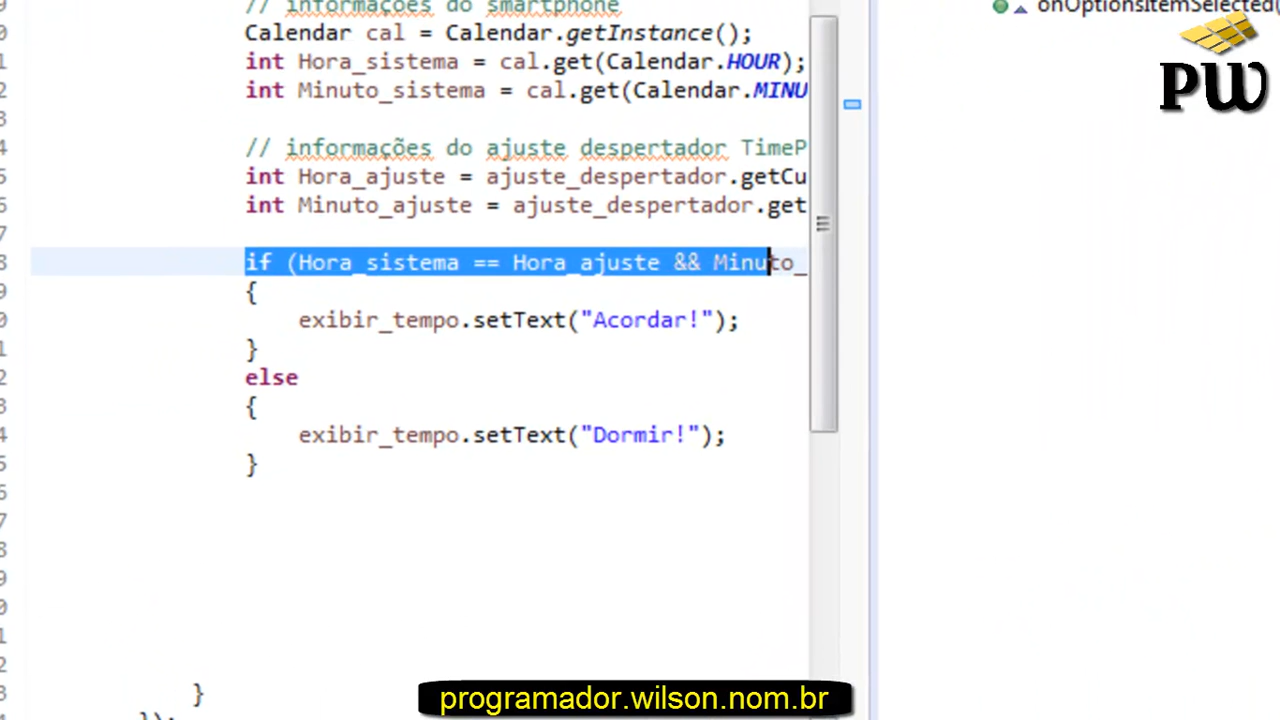 // informações do smartphone
Calendar cal = Calendar.getInstance();
int Hora_sistema = cal.get(Calendar.HOUR);
int Minuto_sistema = cal.get(Calendar.MINU
// informações do ajuste despertador TimeP
int Hora_ajuste = ajuste_despertador.getCu
int Minuto_ajuste = ajuste_despertador.get
if (Hora_sistema == Hora_ajuste && Minuto_
{
exibir_tempo.setText("Acordar!");
}
else
{
exibir_tempo.setText("Dormir!");
}
}
});
onOptionsItemSelected(
PW
programador.wilson.nom.br